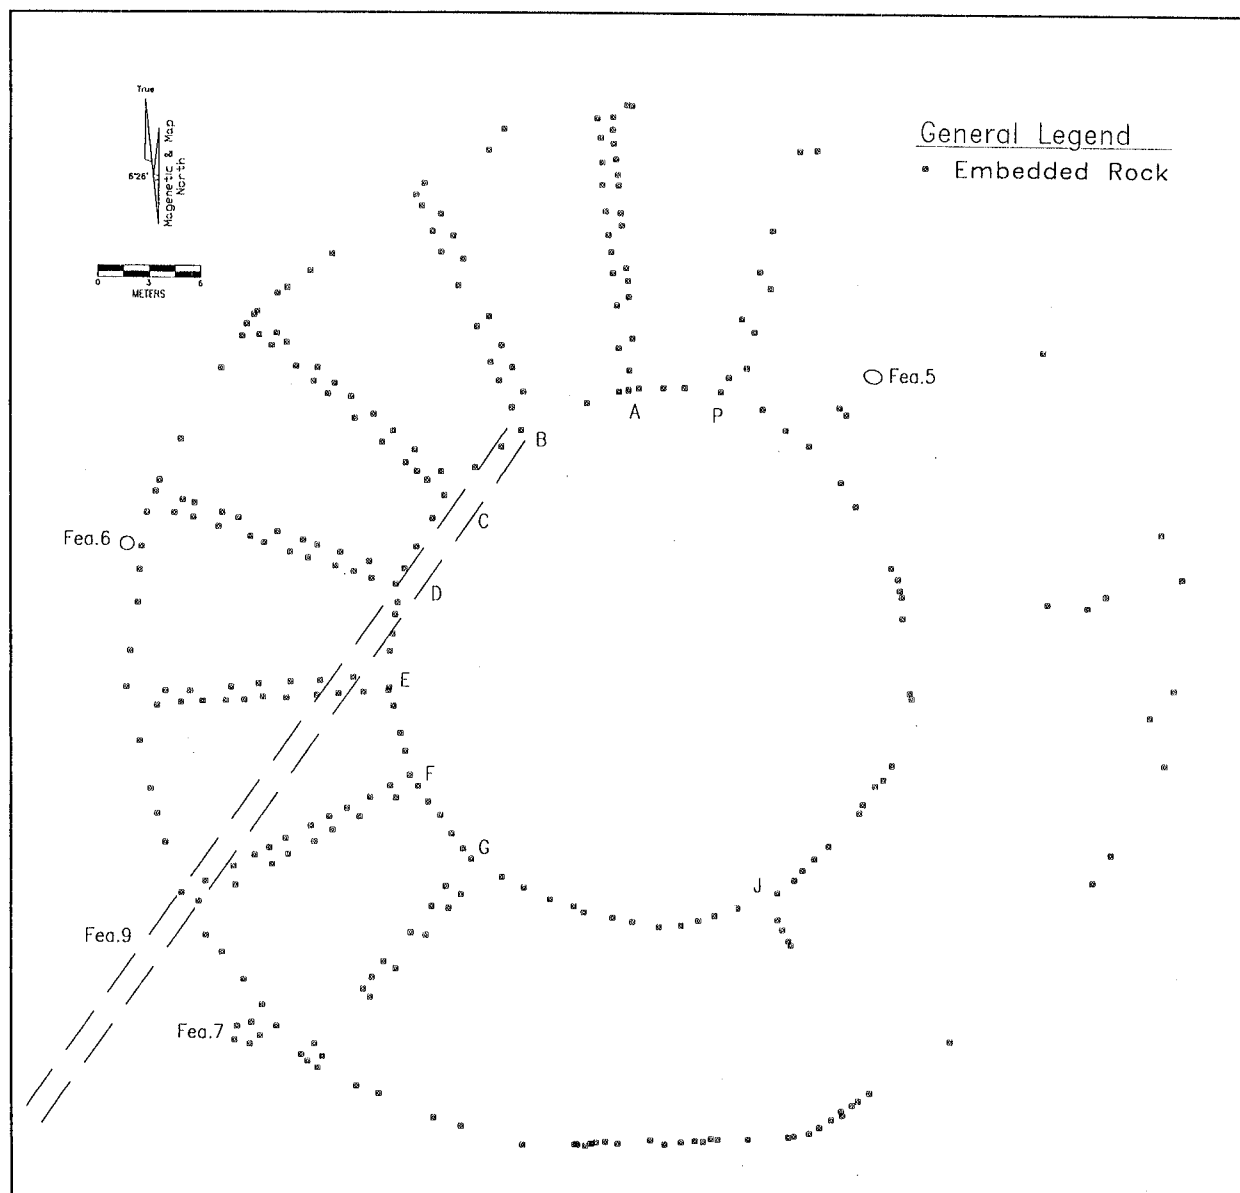 True
General Legend
Embedded Rock
6°26'
Magenetic & Map
North
0 3 6
METERS
Fea.5
A
P
B
C
Fea.6
D
E
F
G
J
Fea.9
Fea.7